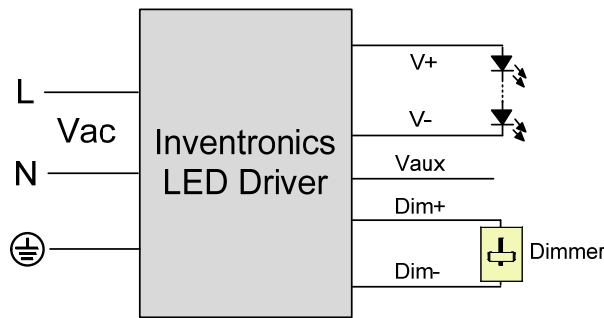 L
Vac
N
Inventronics
LED Driver
V+
V-
Vaux
Dim+
Dim-
Dimmer